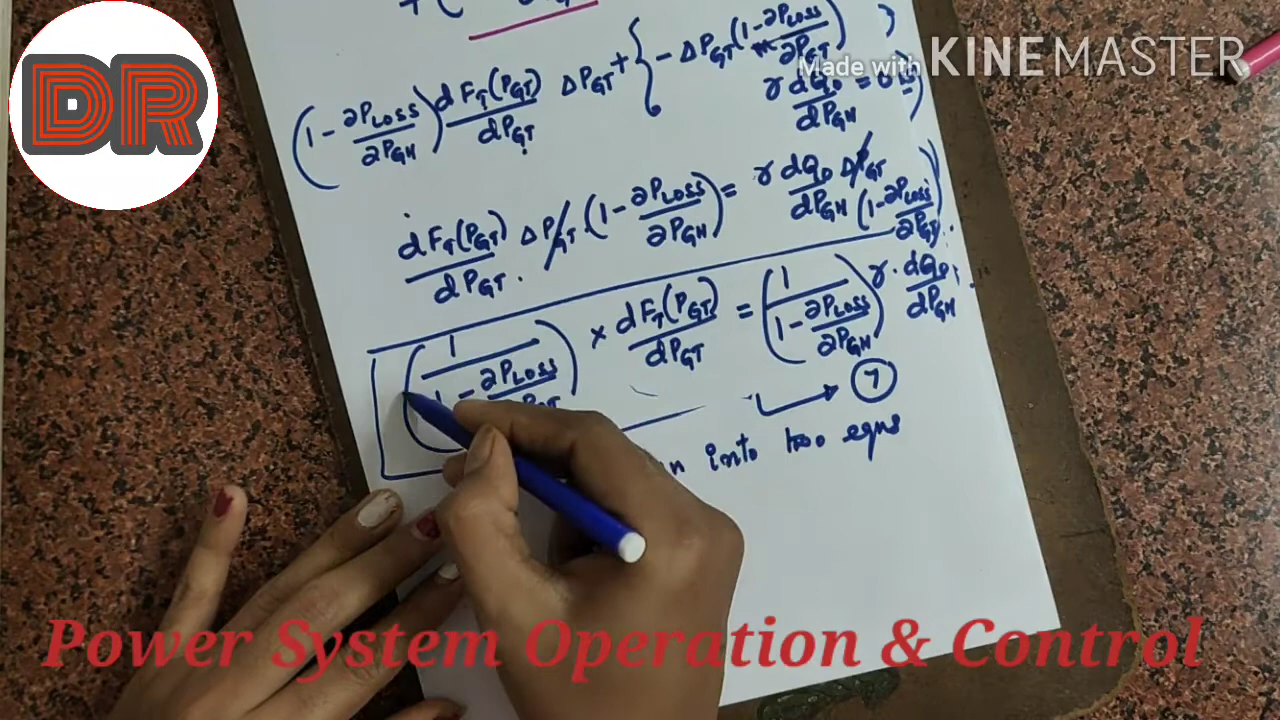 DR
Made with KINEMASTER
(1 - ∂PLOSS/∂PGH) dFT(PGT)/dPGT ΔPGT + { - ΔPGT (1 - ∂PLOSS/∂PGT)
γ dQD/dPGH = 0
dFT(PGT)/dPGT ΔPGT · (1 - ∂PLOSS/∂PGH) = γ dQD/dPGH ΔPGT (1 - ∂PLOSS/∂PGT)
(1/(1 - ∂PLOSS/ × dFT(PGT)/dPGT = (1/(1 - ∂PLOSS/∂PGH)) γ · dQD/dPGH
7
into two eqns
Power System Operation & Control